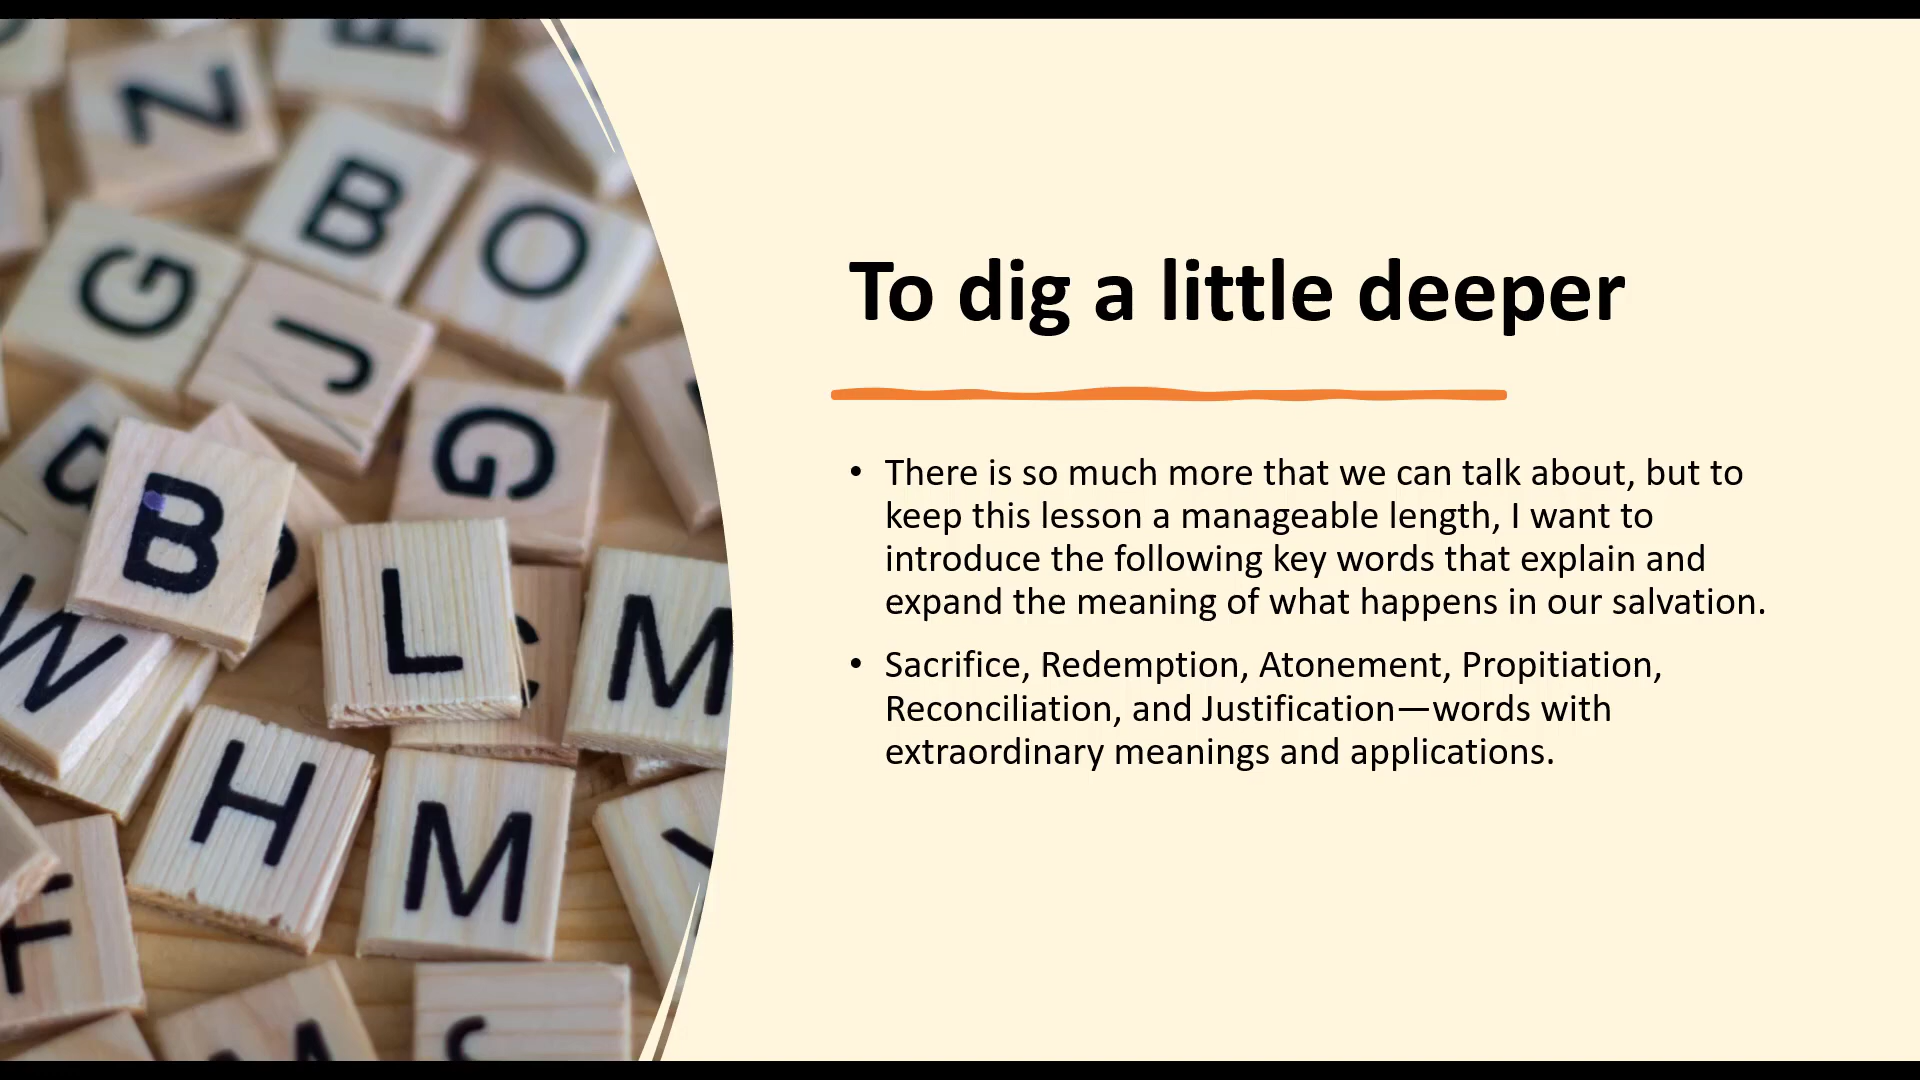 To dig a little deeper
• There is so much more that we can talk about, but to
keep this lesson a manageable length, I want to
introduce the following key words that explain and
expand the meaning of what happens in our salvation.
• Sacrifice, Redemption, Atonement, Propitiation,
Reconciliation, and Justification—words with
extraordinary meanings and applications.
N
B
O
G
J
G
B
L
M
W
H
M
F
S